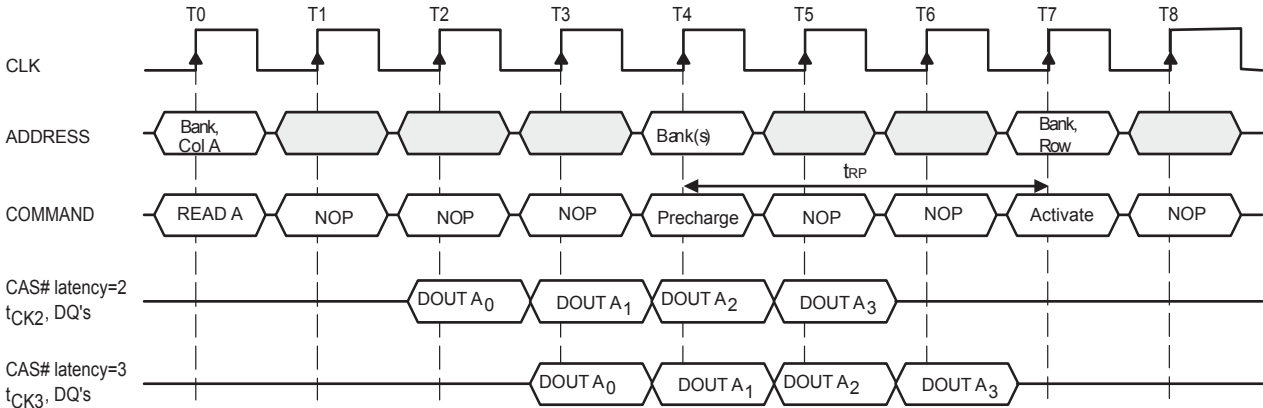 T0 T1 T2 T3 T4 T5 T6 T7 T8
CLK
ADDRESS
Bank,
Col A
Bank(s)
Bank,
Row
tRP
COMMAND
READ A NOP NOP NOP Precharge NOP NOP Activate NOP
CAS# latency=2
tCK2, DQ's
DOUT A0 DOUT A1 DOUT A2 DOUT A3
CAS# latency=3
tCK3, DQ's
DOUT A0 DOUT A1 DOUT A2 DOUT A3